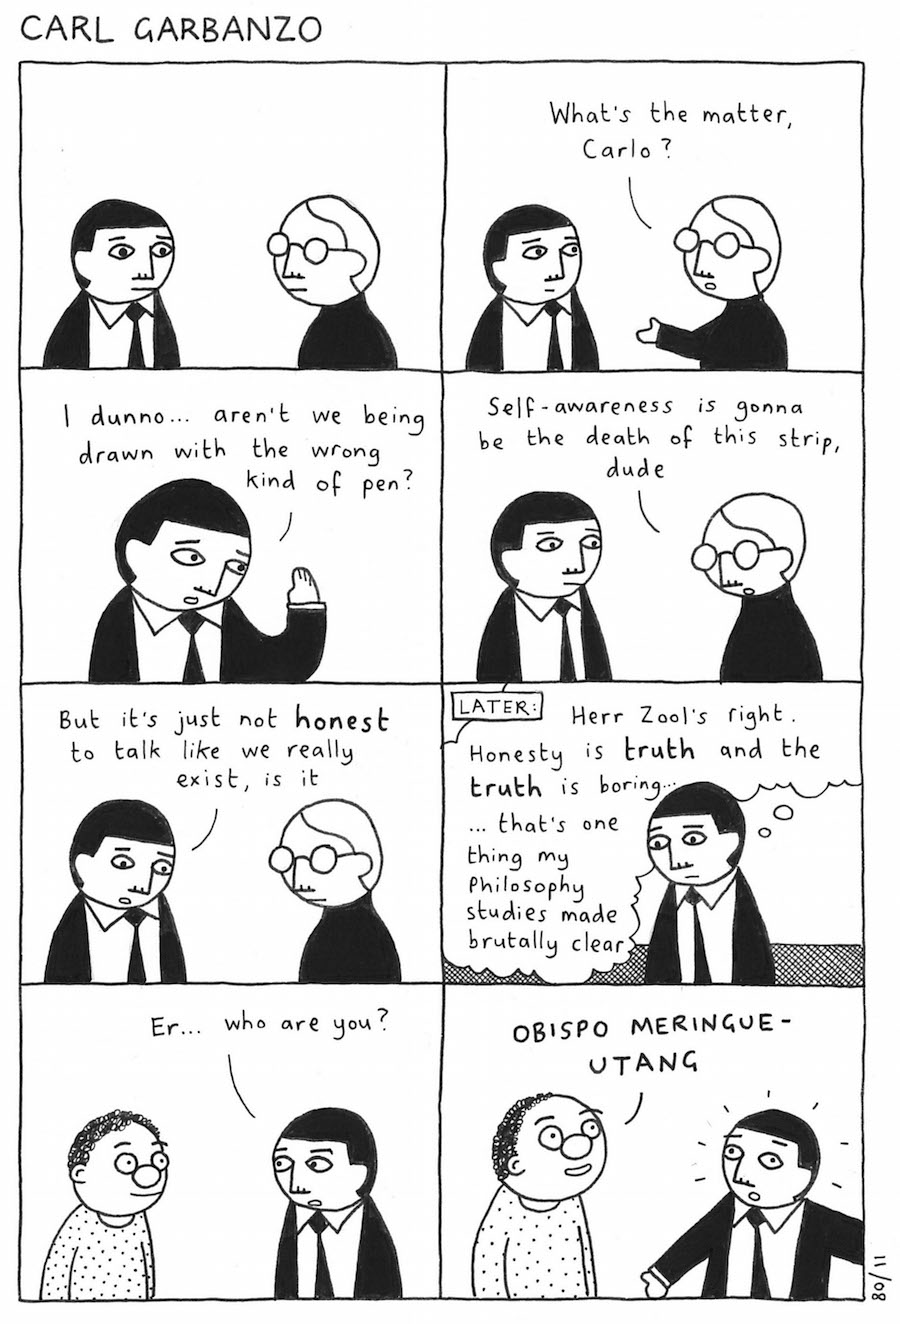 CARL GARBANZO
What's the matter,
Carlo?
I dunno... aren't we being
drawn with the wrong
kind of pen?
Self-awareness is gonna
be the death of this strip,
dude
But it's just not honest
to talk like we really
exist, is it
LATER:
Herr Zool's right.
Honesty is truth and the
truth is boring...
... that's one
thing my
Philosophy
studies made
brutally clear
Er... who are you?
OBISPO MERINGUE-
UTANG
80/11